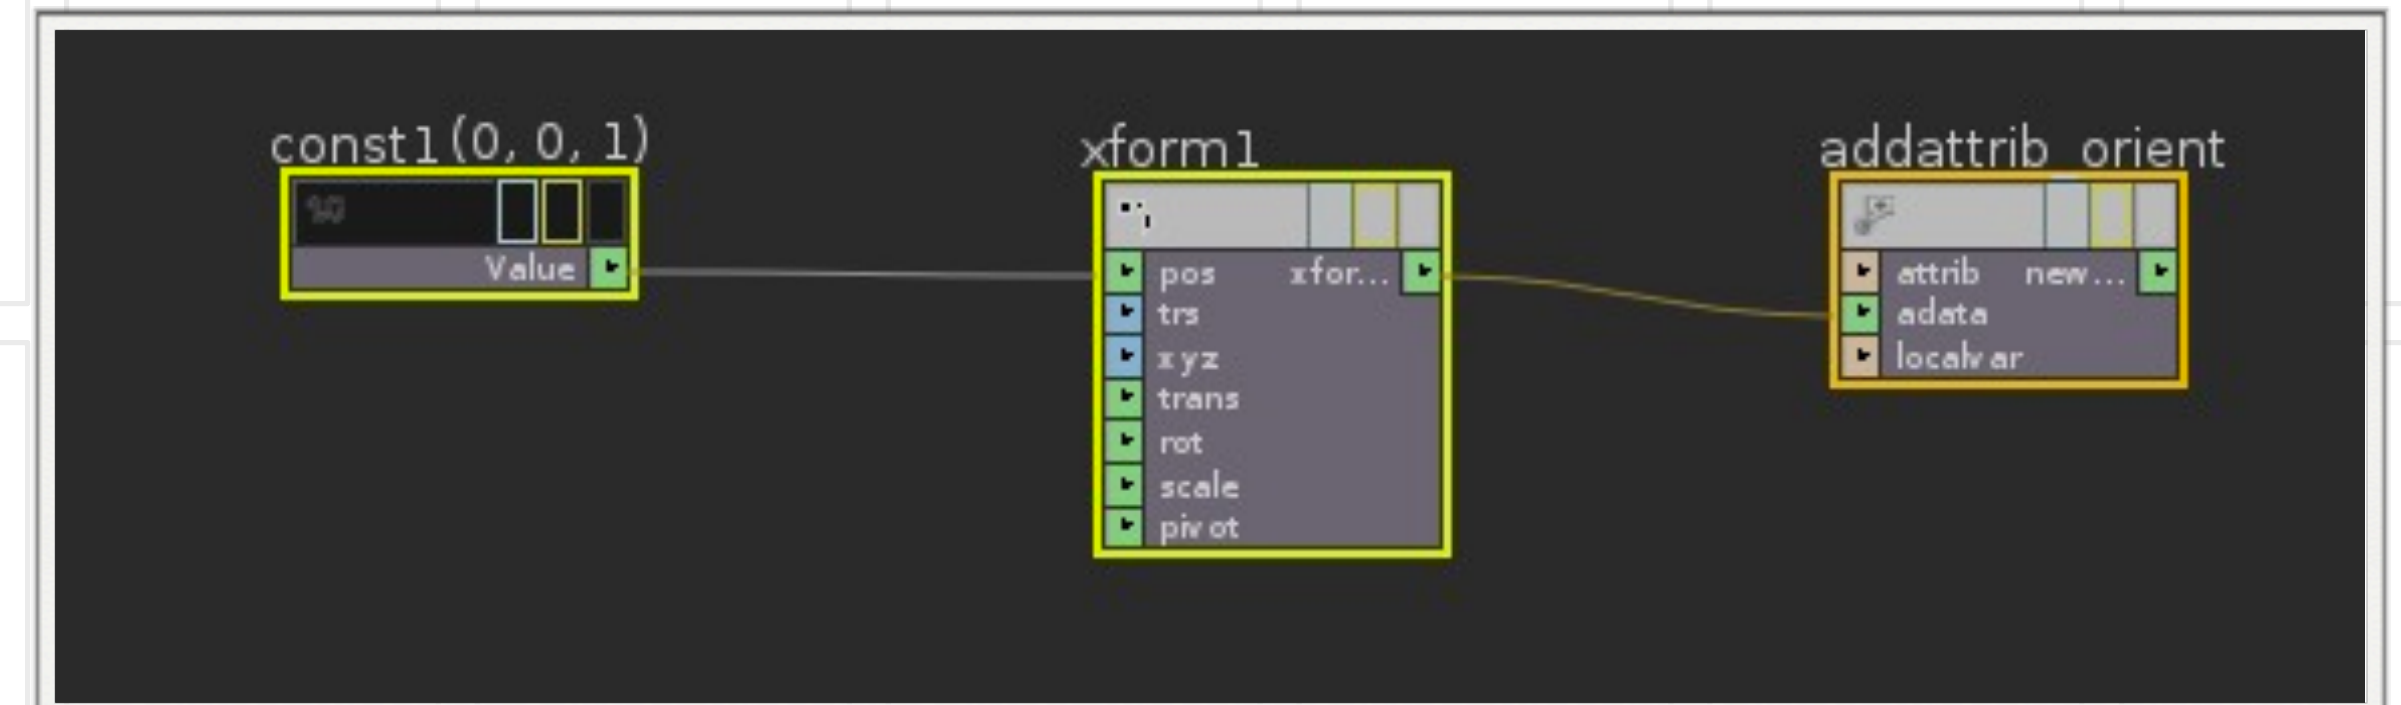 const1(0, 0, 1)
Value
xform1
pos xfor...
trs
xyz
trans
rot
scale
pivot
addattrib_orient
attrib new...
adata
localvar